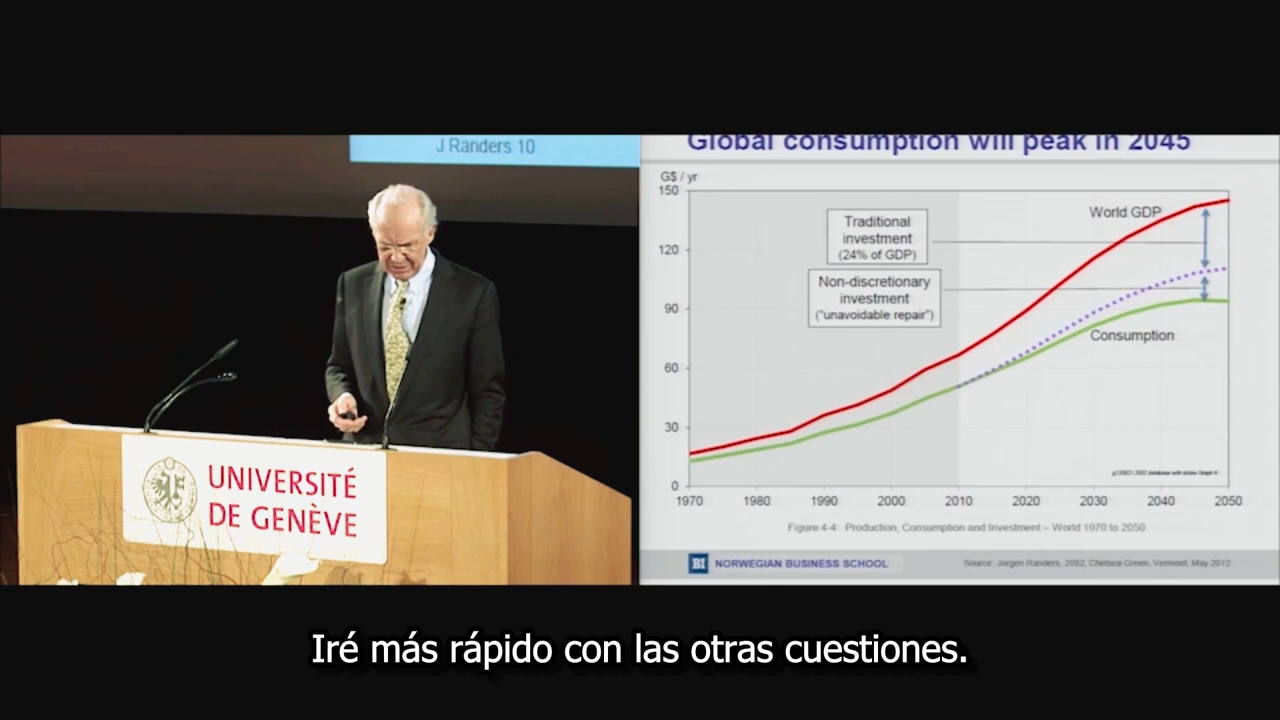 J Randers 10
UNIVERSITÉ
DE GENÈVE
Global consumption will peak in 2045
G$ / yr
150
120
90
60
30
0
Traditional
investment
(24% of GDP)
Non-discretionary
investment
("unavoidable repair")
World GDP
Consumption
1970 1980 1990 2000 2010 2020 2030 2040 2050
Figure 4-4: Production, Consumption and Investment – World 1970 to 2050
BI NORWEGIAN BUSINESS SCHOOL
Source: Jorgen Randers, 2052, Chelsea Green, Vermont, May 2012
Iré más rápido con las otras cuestiones.